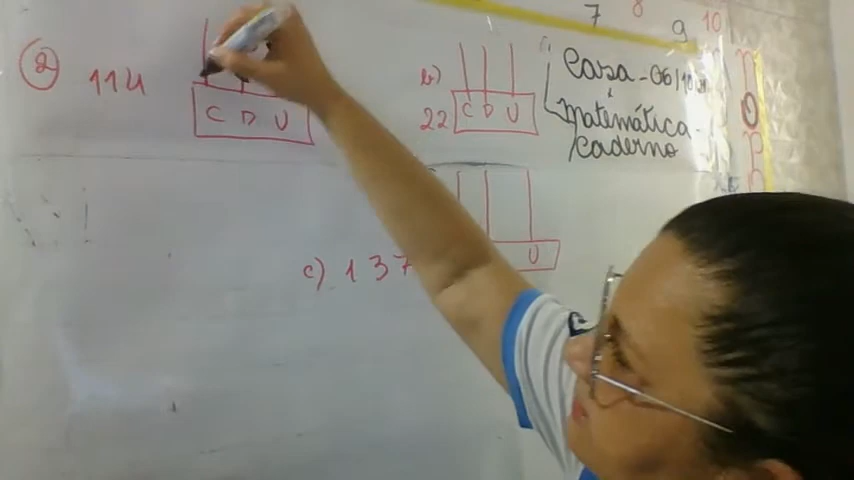 7 8 9 10
2 114
C D U
b)
22 C D U
Casa - 06/10
matemática -
caderno
c) 137
U